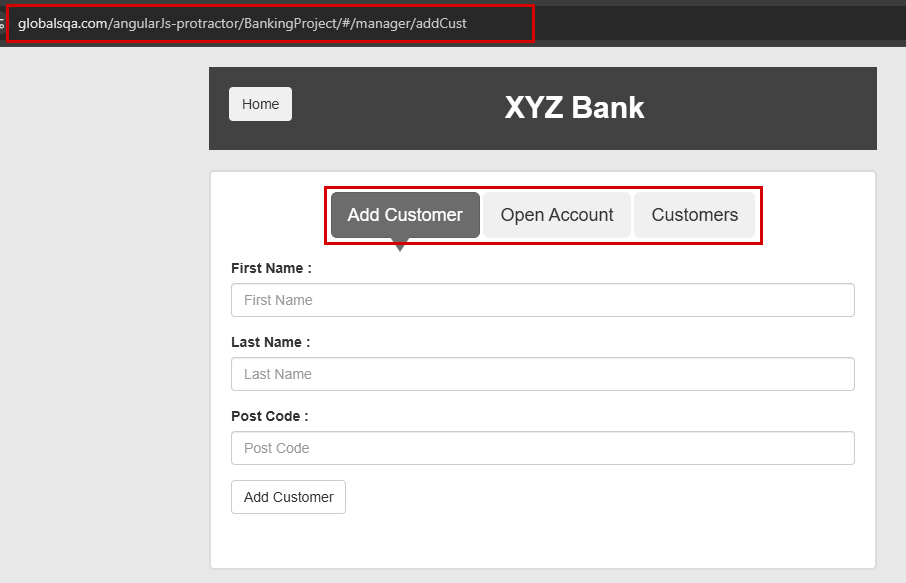 globalsqa.com/angularJs-protractor/BankingProject/#/manager/addCust
Home
XYZ Bank
Add Customer Open Account Customers
First Name :
First Name
Last Name :
Last Name
Post Code :
Post Code
Add Customer